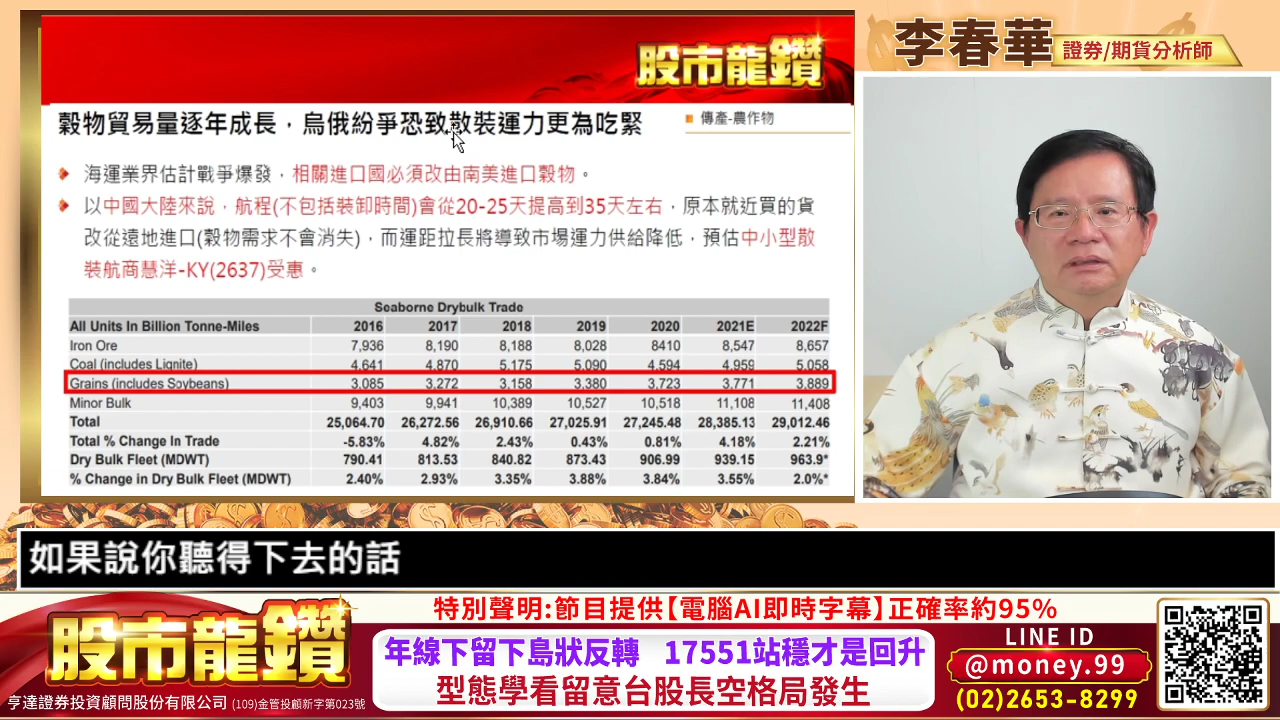 股市龍鑽
李春華
證券/期貨分析師
穀物貿易量逐年成長，烏俄紛爭恐致散裝運力更為吃緊
傳產-農作物
海運業界估計戰爭爆發，相關進口國必須改由南美進口穀物。
以中國大陸來說，航程(不包括裝卸時間)會從20-25天提高到35天左右，原本就近買的貨
改從遠地進口(穀物需求不會消失)，而運距拉長將導致市場運力供給降低，預估中小型散
裝航商慧洋-KY(2637)受惠。
Seaborne Drybulk Trade
All Units In Billion Tonne-Miles 2016 2017 2018 2019 2020 2021E 2022F
Iron Ore 7,936 8,190 8,188 8,028 8410 8,547 8,657
Coal (includes Lignite) 4,641 4,870 5,175 5,090 4,594 4,959 5,058
Grains (includes Soybeans) 3,085 3,272 3,158 3,380 3,723 3,771 3,889
Minor Bulk 9,403 9,941 10,389 10,527 10,518 11,108 11,408
Total 25,064.70 26,272.56 26,910.66 27,025.91 27,245.48 28,385.13 29,012.46
Total % Change In Trade -5.83% 4.82% 2.43% 0.43% 0.81% 4.18% 2.21%
Dry Bulk Fleet (MDWT) 790.41 813.53 840.82 873.43 906.99 939.15 963.9*
% Change in Dry Bulk Fleet (MDWT) 2.40% 2.93% 3.35% 3.88% 3.84% 3.55% 2.0%*
如果說你聽得下去的話
特別聲明:節目提供【電腦AI即時字幕】正確率約95%
股市龍鑽
亨達證券投資顧問股份有限公司 (109)金管投顧新字第023號
年線下留下島狀反轉 17551站穩才是回升
型態學看留意台股長空格局發生
LINE ID
@money.99
(02)2653-8299